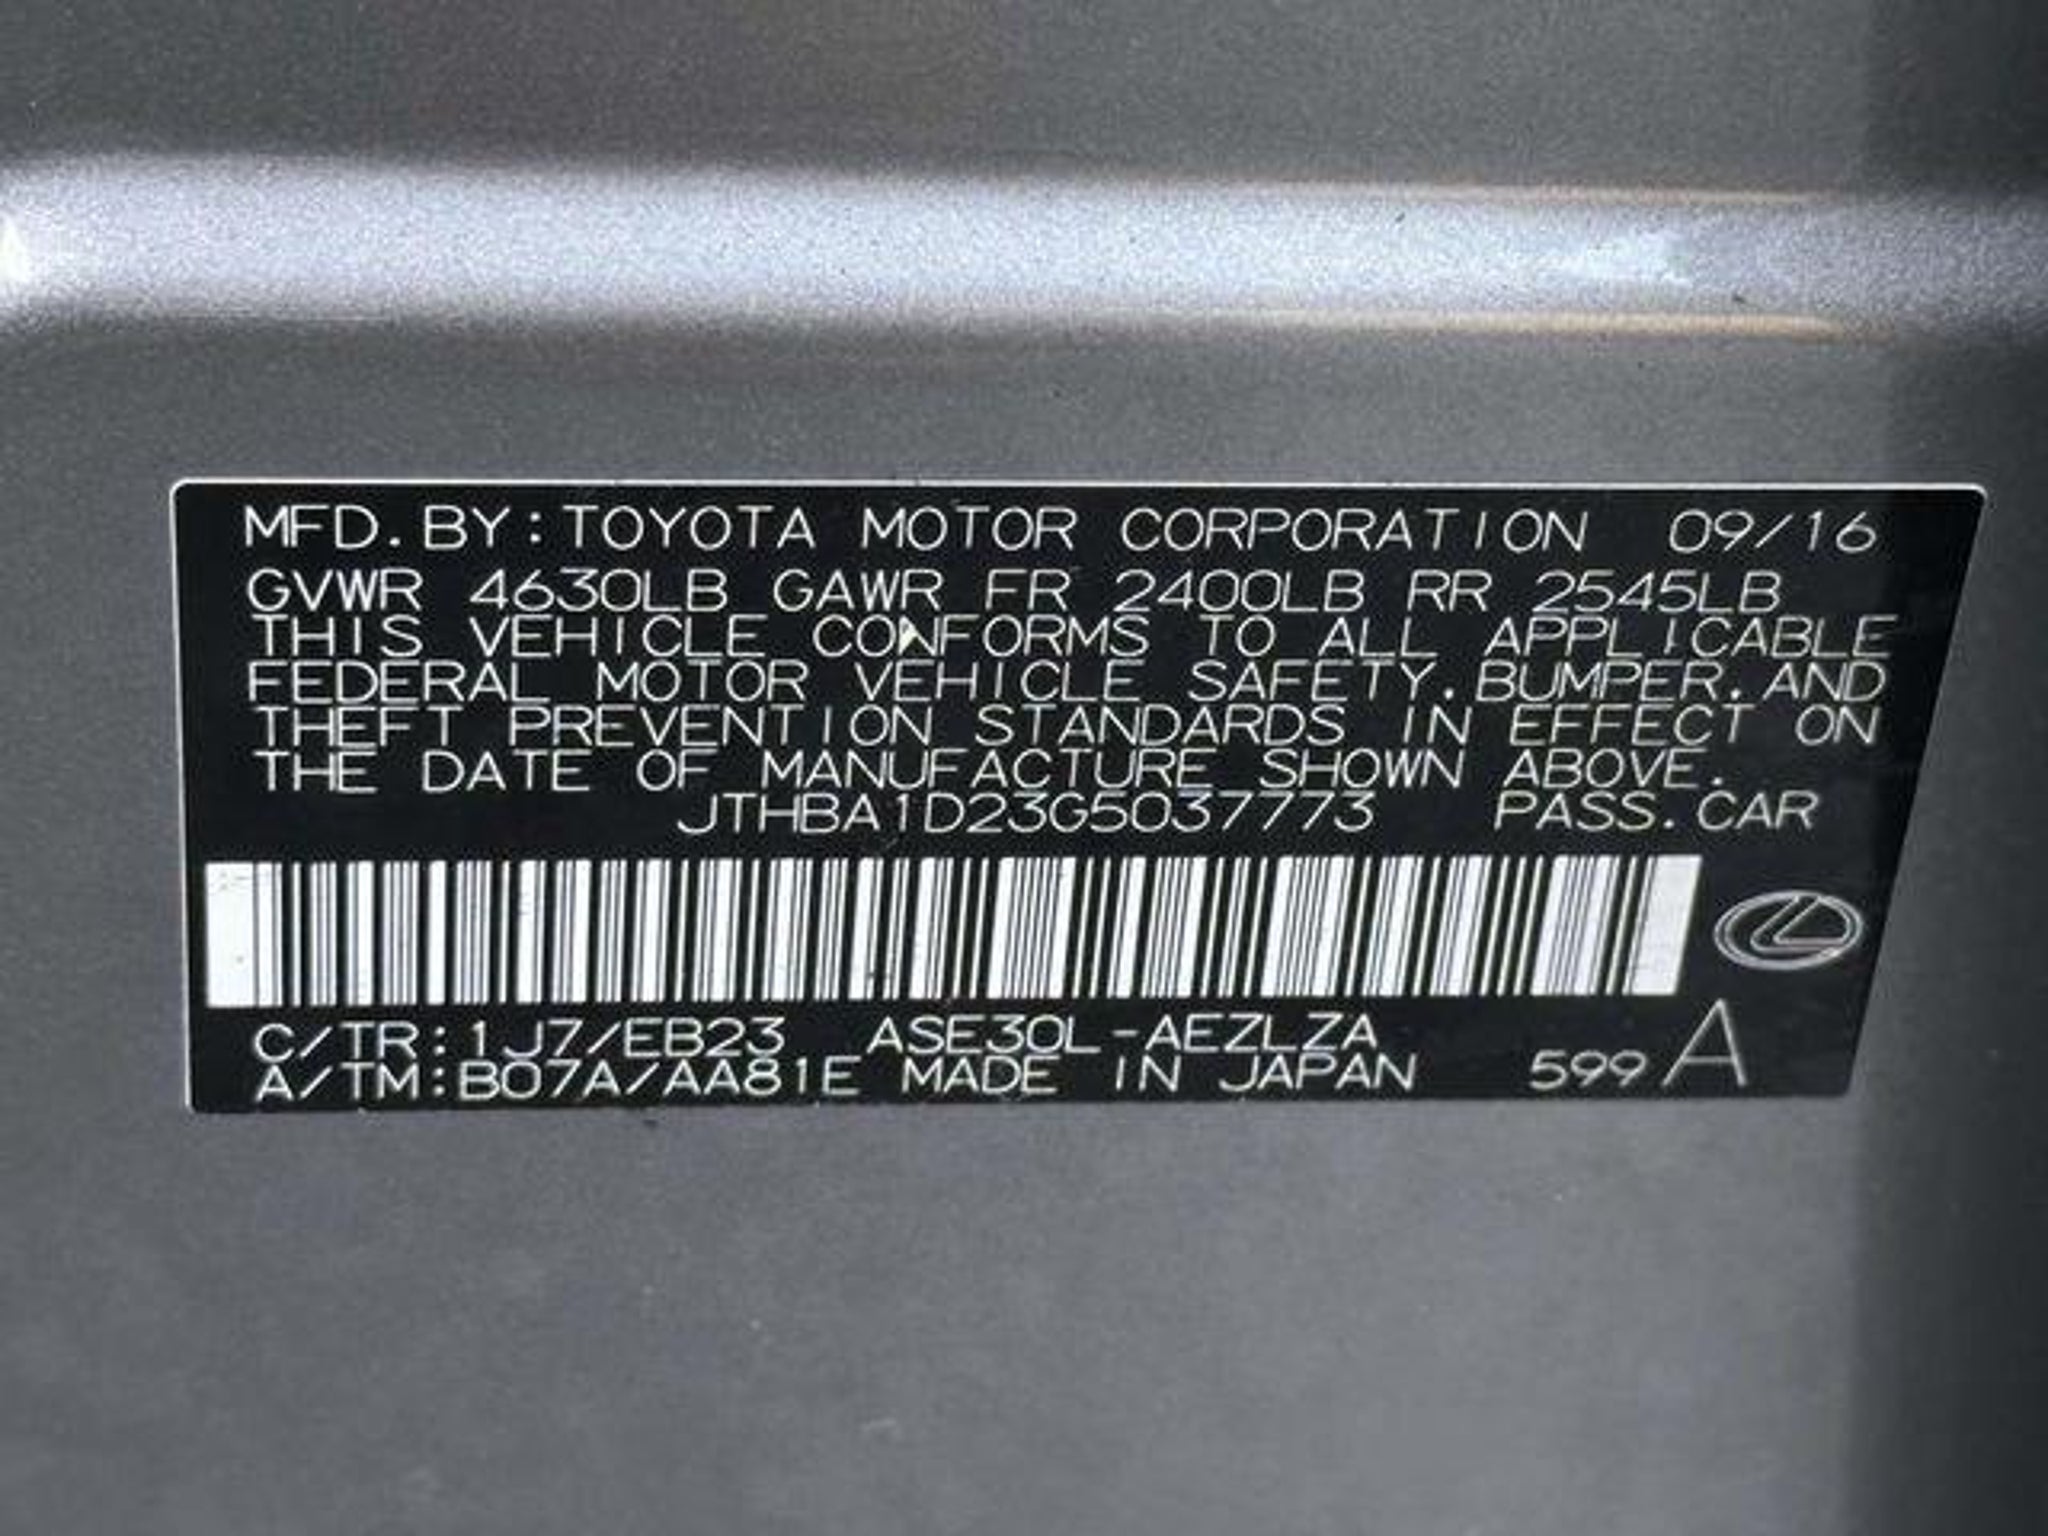 MFD. BY: TOYOTA MOTOR CORPORATION 09/16
GVWR 4630LB GAWR FR 2400LB RR 2545LB
THIS VEHICLE CONFORMS TO ALL APPLICABLE
FEDERAL MOTOR VEHICLE SAFETY, BUMPER, AND
THEFT PREVENTION STANDARDS IN EFFECT ON
THE DATE OF MANUFACTURE SHOWN ABOVE.
JTHBA1D23G5037773 PASS. CAR
C/TR: 1J7/EB23 ASE30L-AEZLZA
A/TM: B07A/AA81E MADE IN JAPAN 599 A